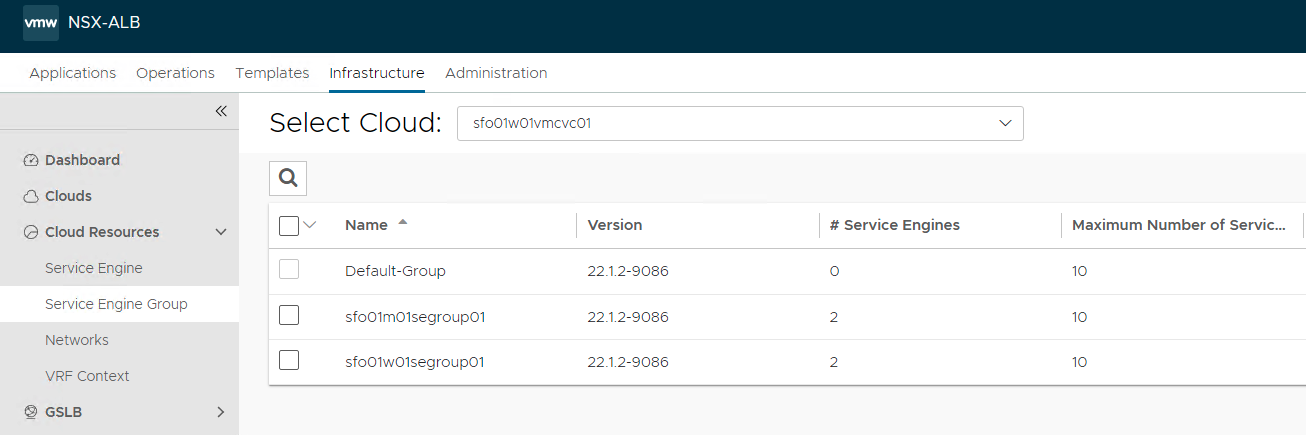 vmw NSX-ALB
Applications Operations Templates Infrastructure Administration
Select Cloud: sfo01w01vmcvc01
Dashboard
Clouds
Cloud Resources
Service Engine
Service Engine Group
Networks
VRF Context
GSLB
Name Version # Service Engines Maximum Number of Servic...
Default-Group 22.1.2-9086 0 10
sfo01m01segroup01 22.1.2-9086 2 10
sfo01w01segroup01 22.1.2-9086 2 10